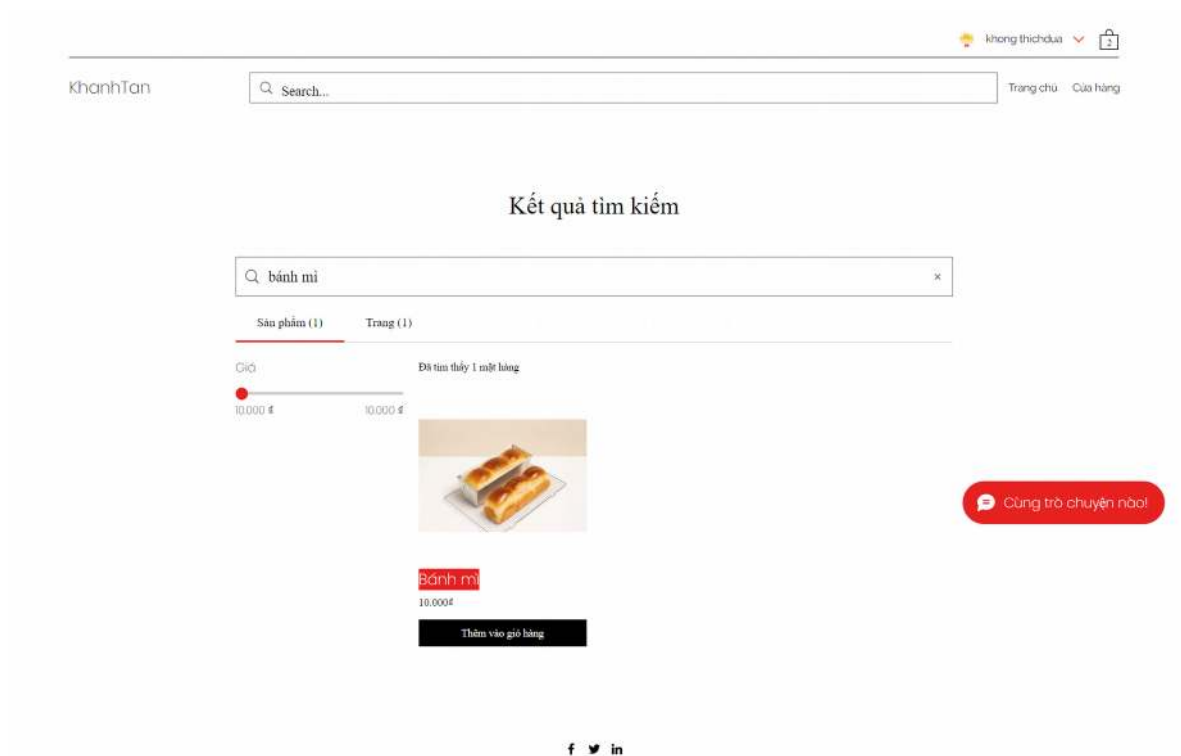 khong thichdua
2
KhanhTan
Search...
Trang chủ Cửa hàng
Kết quả tìm kiếm
bánh mì ×
Sản phẩm (1) Trang (1)
Giá
Đã tìm thấy 1 mặt hàng
10.000 ₫ 10.000 ₫
Cùng trò chuyện nào!
Bánh mì
10.000₫
Thêm vào giỏ hàng